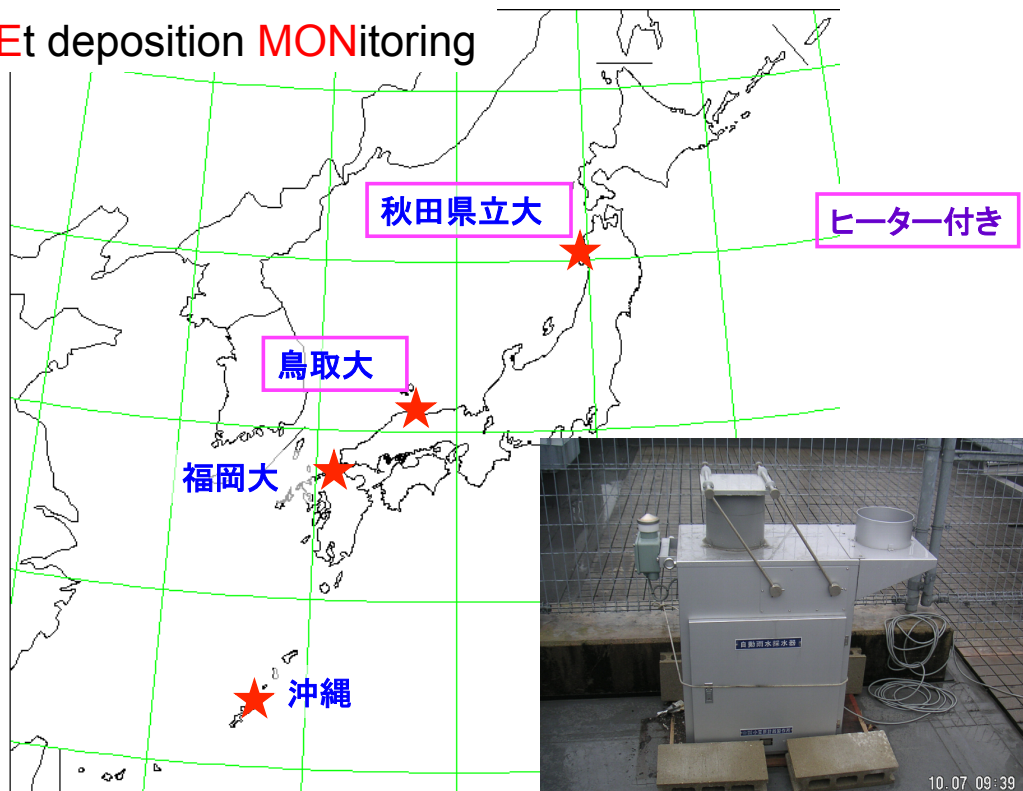 Et deposition MONitoring
秋田県立大
ヒーター付き
鳥取大
福岡大
沖縄
自動雨水採水器
10.07 09:39